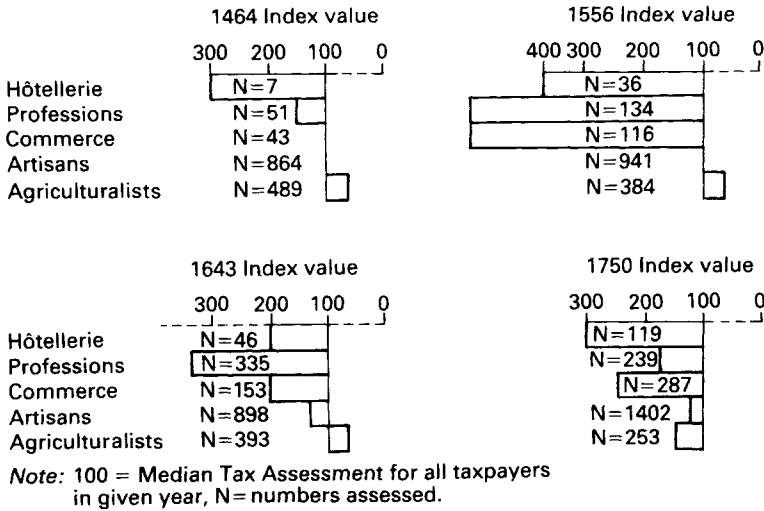 1464 Index value
300 200 100 0
Hôtellerie N=7
Professions N=51
Commerce N=43
Artisans N=864
Agriculturalists N=489
1556 Index value
400 300 200 100 0
N=36
N=134
N=116
N=941
N=384
1643 Index value
300 200 100 0
Hôtellerie N=46
Professions N=335
Commerce N=153
Artisans N=898
Agriculturalists N=393
1750 Index value
300 200 100 0
N=119
N=239
N=287
N=1402
N=253
Note: 100 = Median Tax Assessment for all taxpayers
in given year, N=numbers assessed.